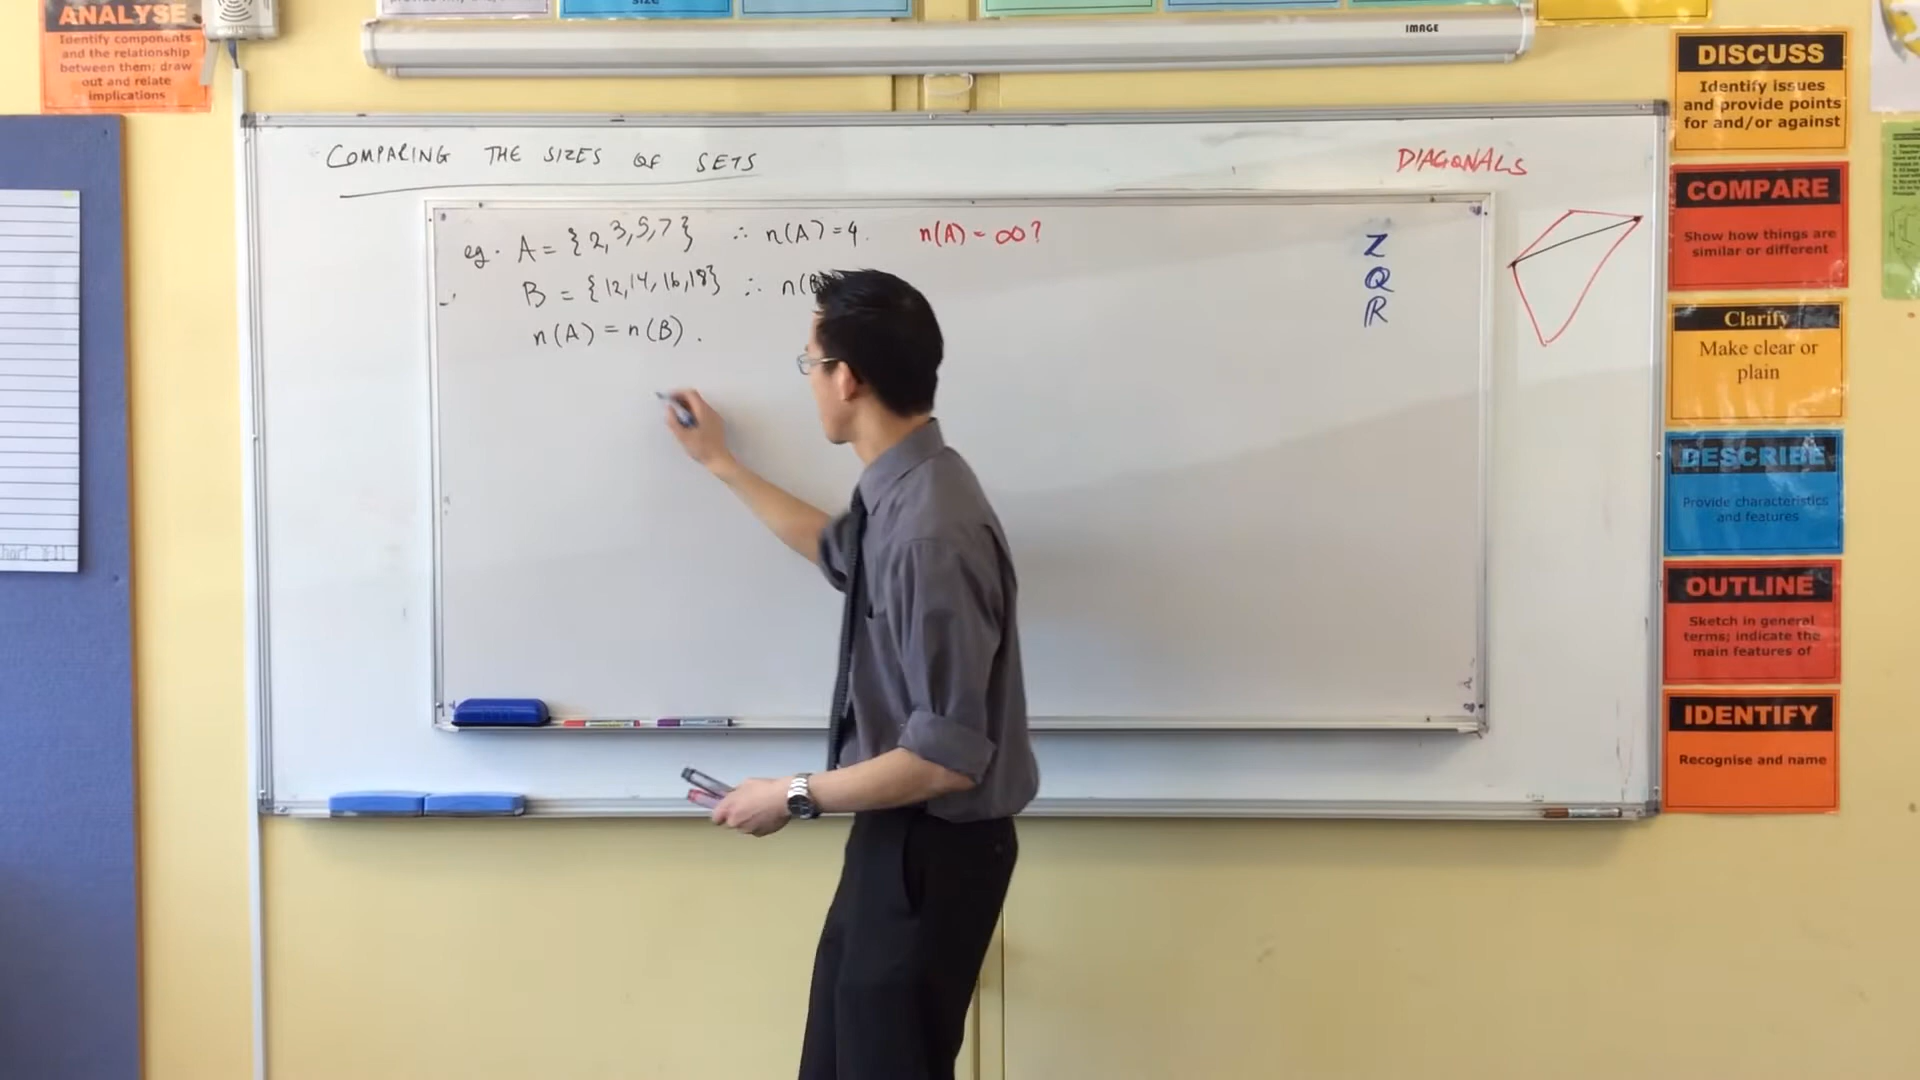 ANALYSE
Identify components
and the relationship
between them; draw
out and relate
implications
size
IMAGE
COMPARING THE SIZES OF SETS
DIAGONALS
eg. A = {2,3,5,7} ∴ n(A)=4. n(A) = ∞?
B = {12,14,16,18} ∴ n(B
n(A) = n(B).
Z
Q
R
DISCUSS
Identify issues
and provide points
for and/or against
COMPARE
Show how things are
similar or different
Clarify
Make clear or
plain
DESCRIBE
Provide characteristics
and features
OUTLINE
Sketch in general
terms; indicate the
main features of
IDENTIFY
Recognise and name